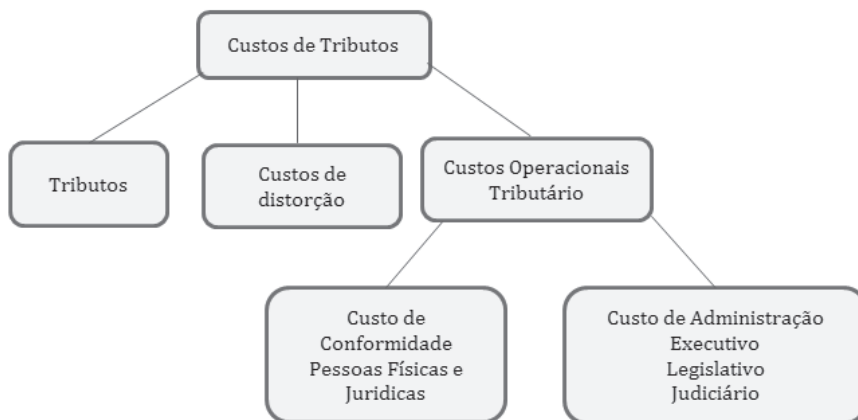 Custos de Tributos
Tributos
Custos de
distorção
Custos Operacionais
Tributário
Custo de
Conformidade
Pessoas Físicas e
Juridicas
Custo de Administração
Executivo
Legislativo
Judiciário